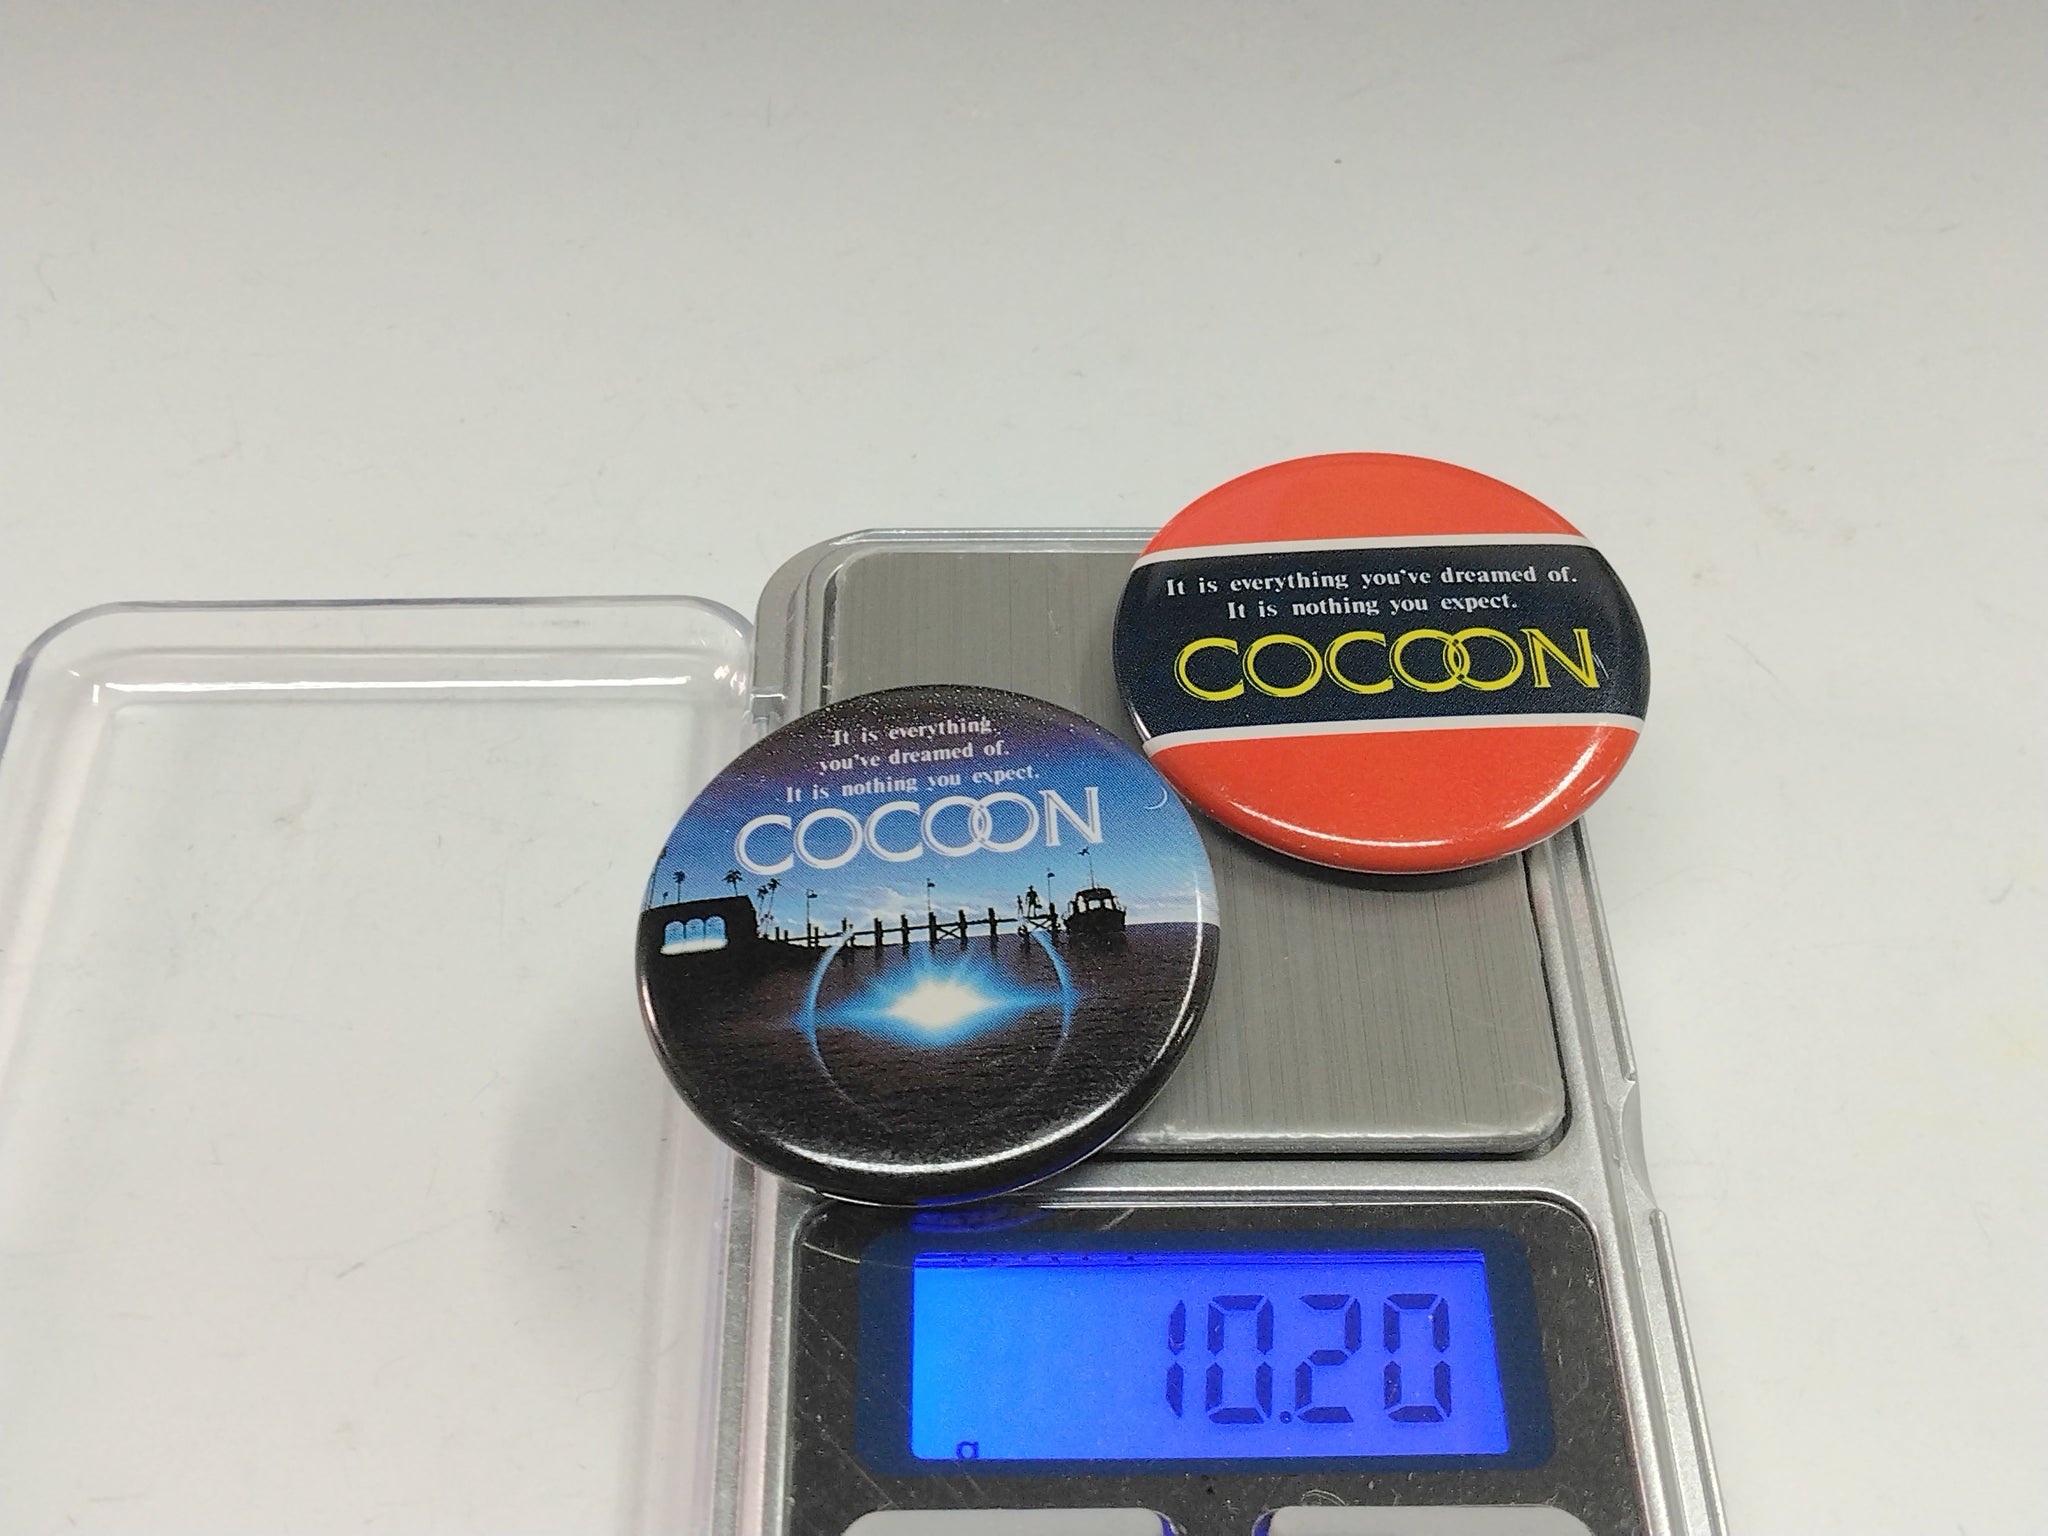 It is everything you've dreamed of.
It is nothing you expect.
COCOON
It is everything
you've dreamed of.
It is nothing you expect.
COCOON
10.20
g